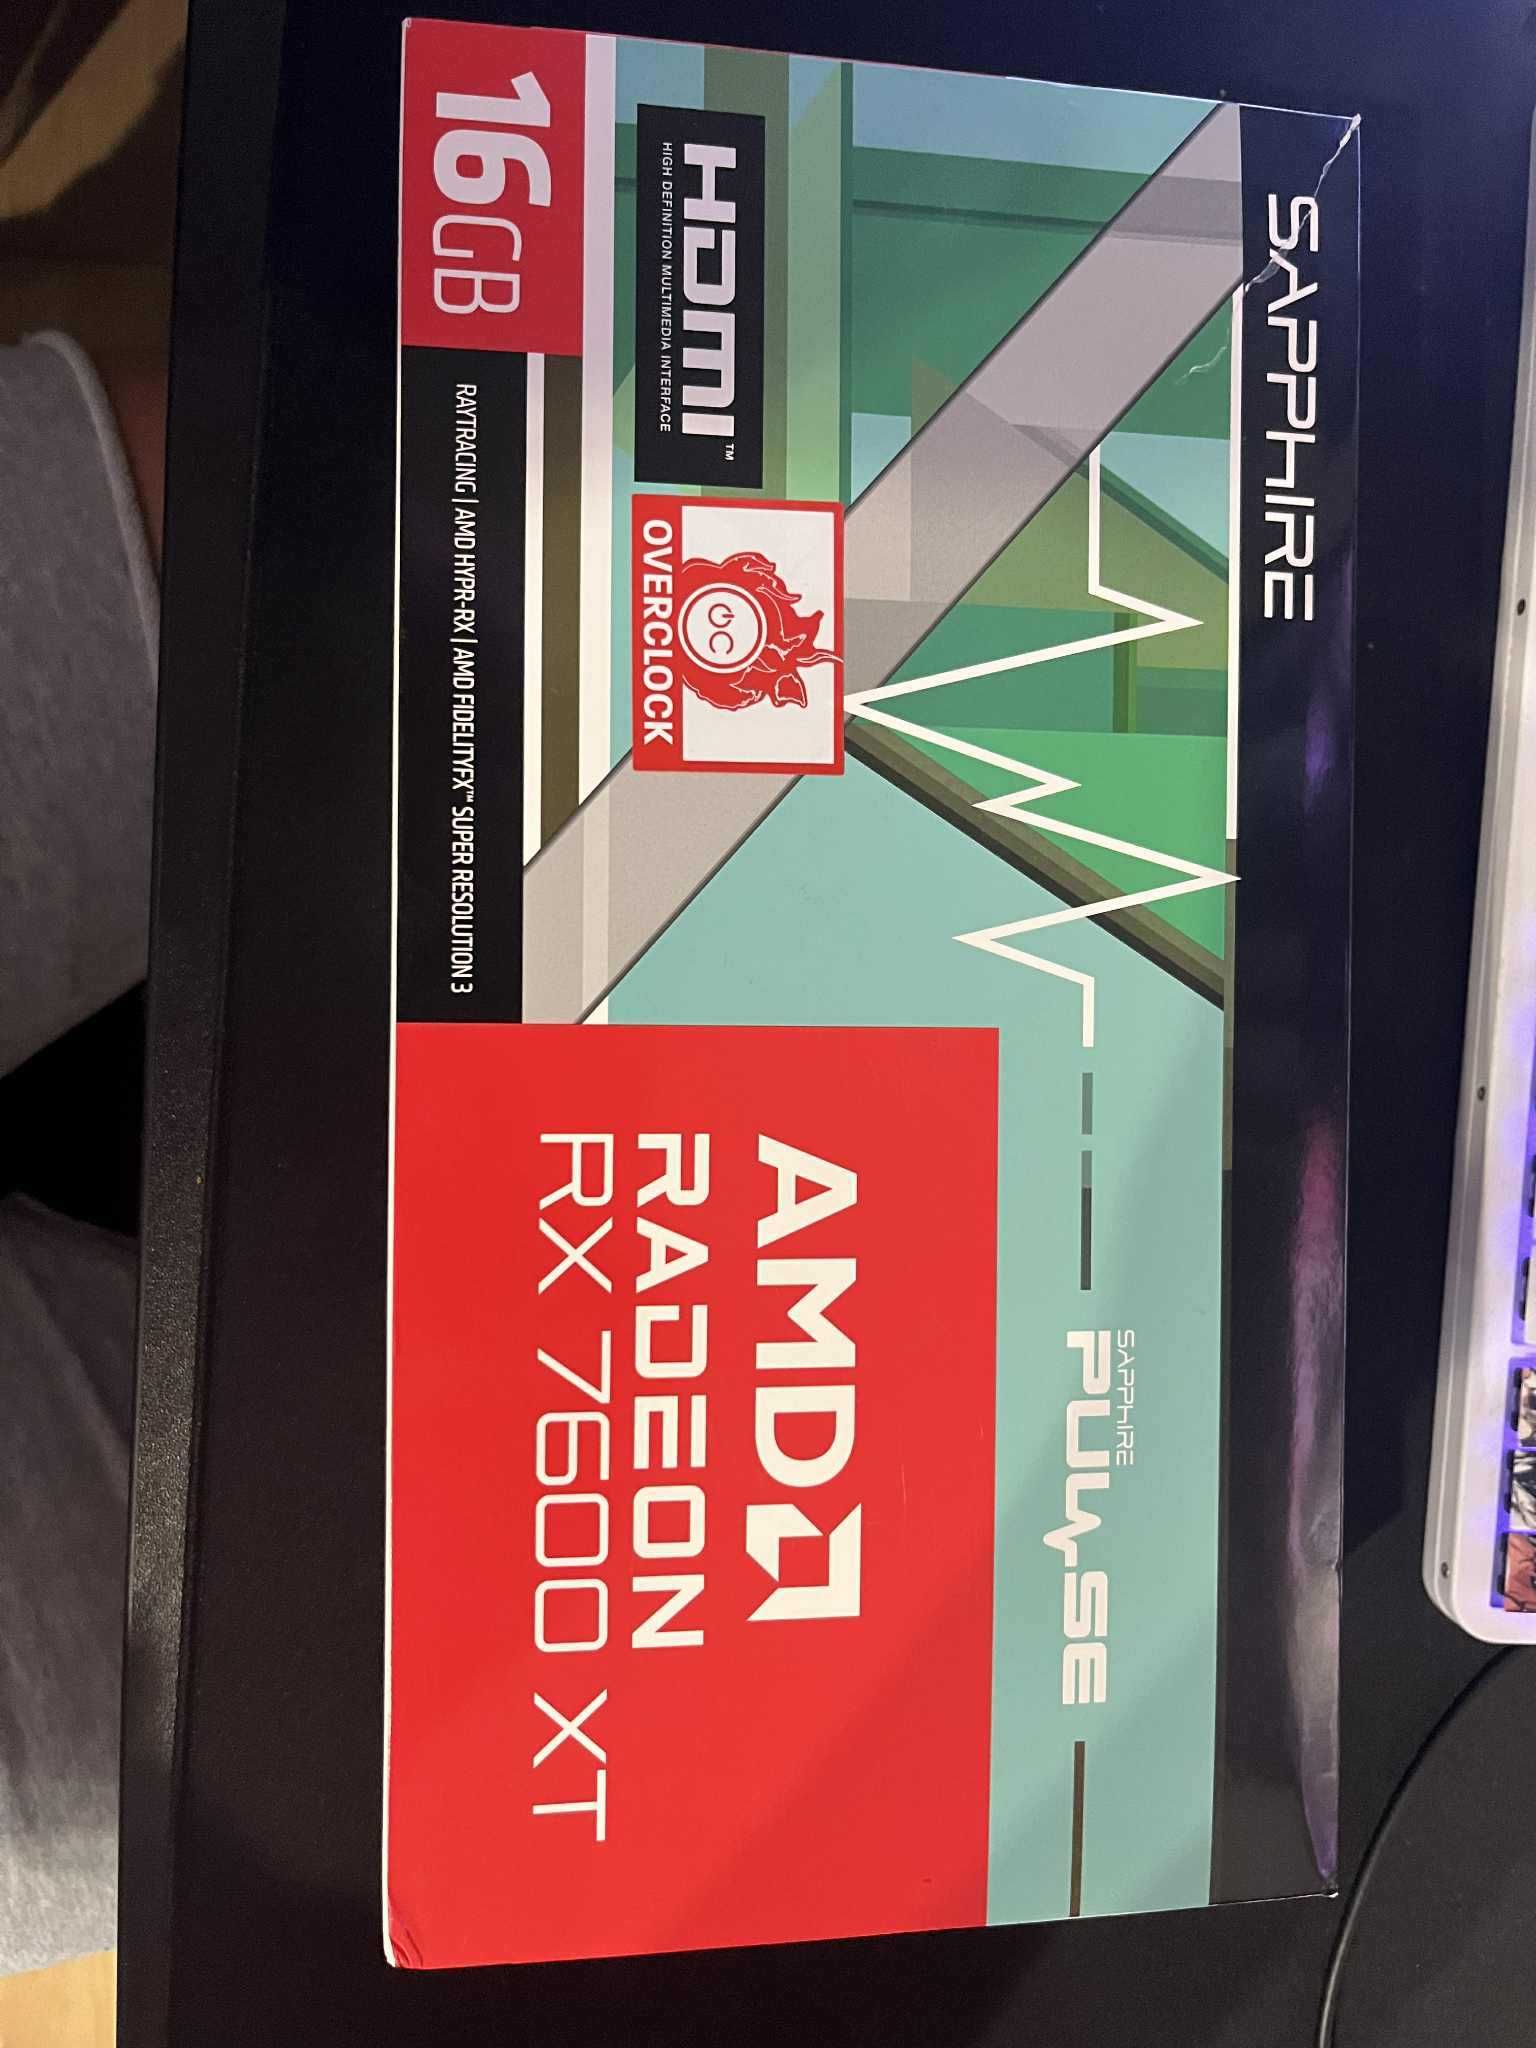 SAPPHIRE
SAPPHIRE
PULSE
HDMI™
HIGH DEFINITION MULTIMEDIA INTERFACE
OC
OVERCLOCK
AMD
RADEON
RX 7600 XT
16GB
RAYTRACING | AMD HYPR-RX | AMD FIDELITYFX™ SUPER RESOLUTION 3